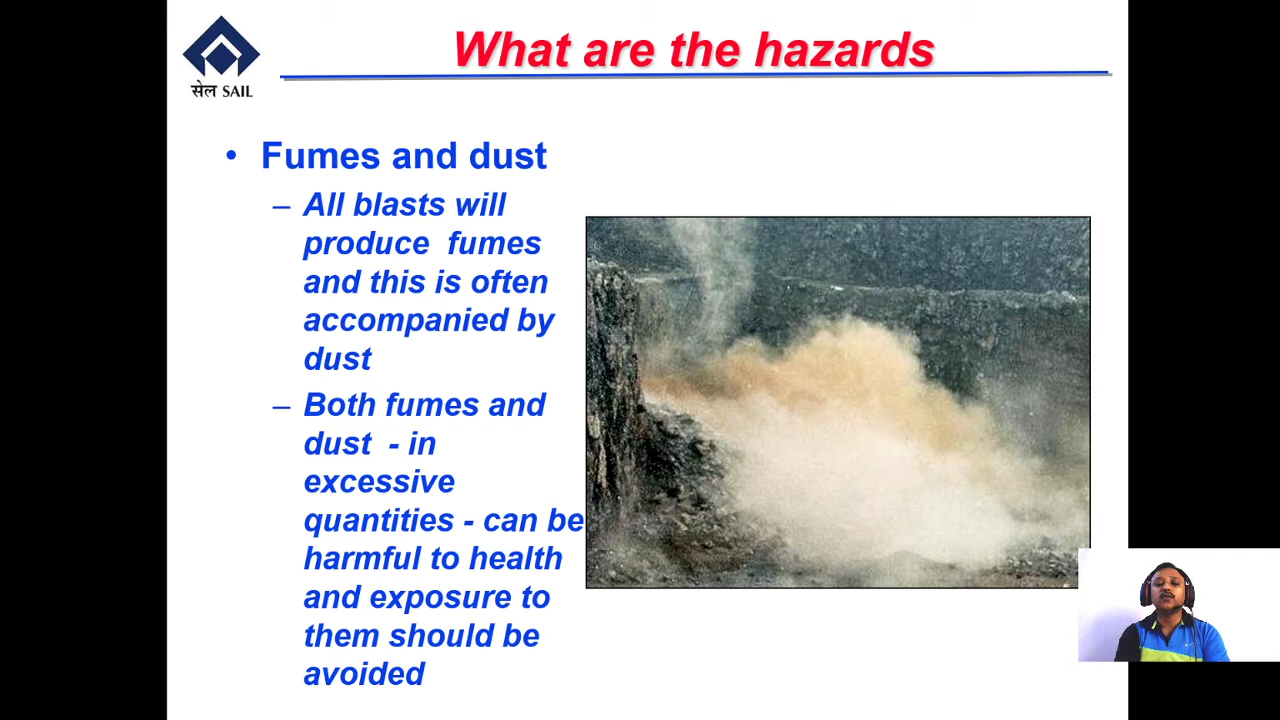 What are the hazards
सेल SAIL
• Fumes and dust
– All blasts will
produce fumes
and this is often
accompanied by
dust
– Both fumes and
dust - in
excessive
quantities - can be
harmful to health
and exposure to
them should be
avoided